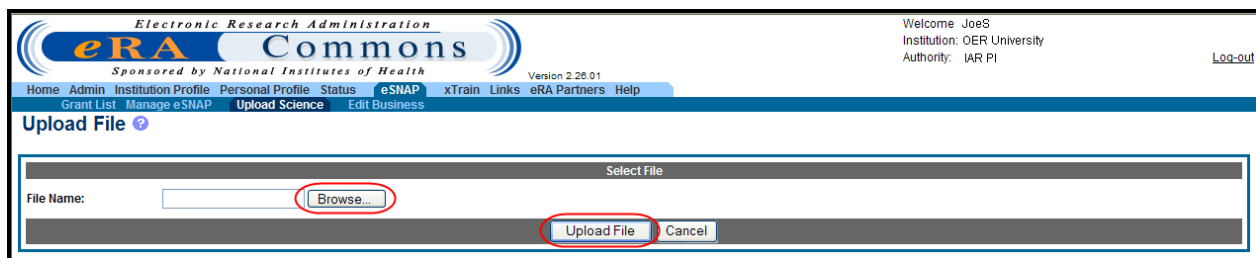 Electronic Research Administration
eRA Commons
Sponsored by National Institutes of Health
Version 2.26.01
Welcome JoeS
Institution: OER University
Authority: IAR PI
Log-out
Home Admin Institution Profile Personal Profile Status eSNAP xTrain Links eRA Partners Help
Grant List Manage eSNAP Upload Science Edit Business
Upload File ?
Select File
File Name: Browse...
Upload File Cancel